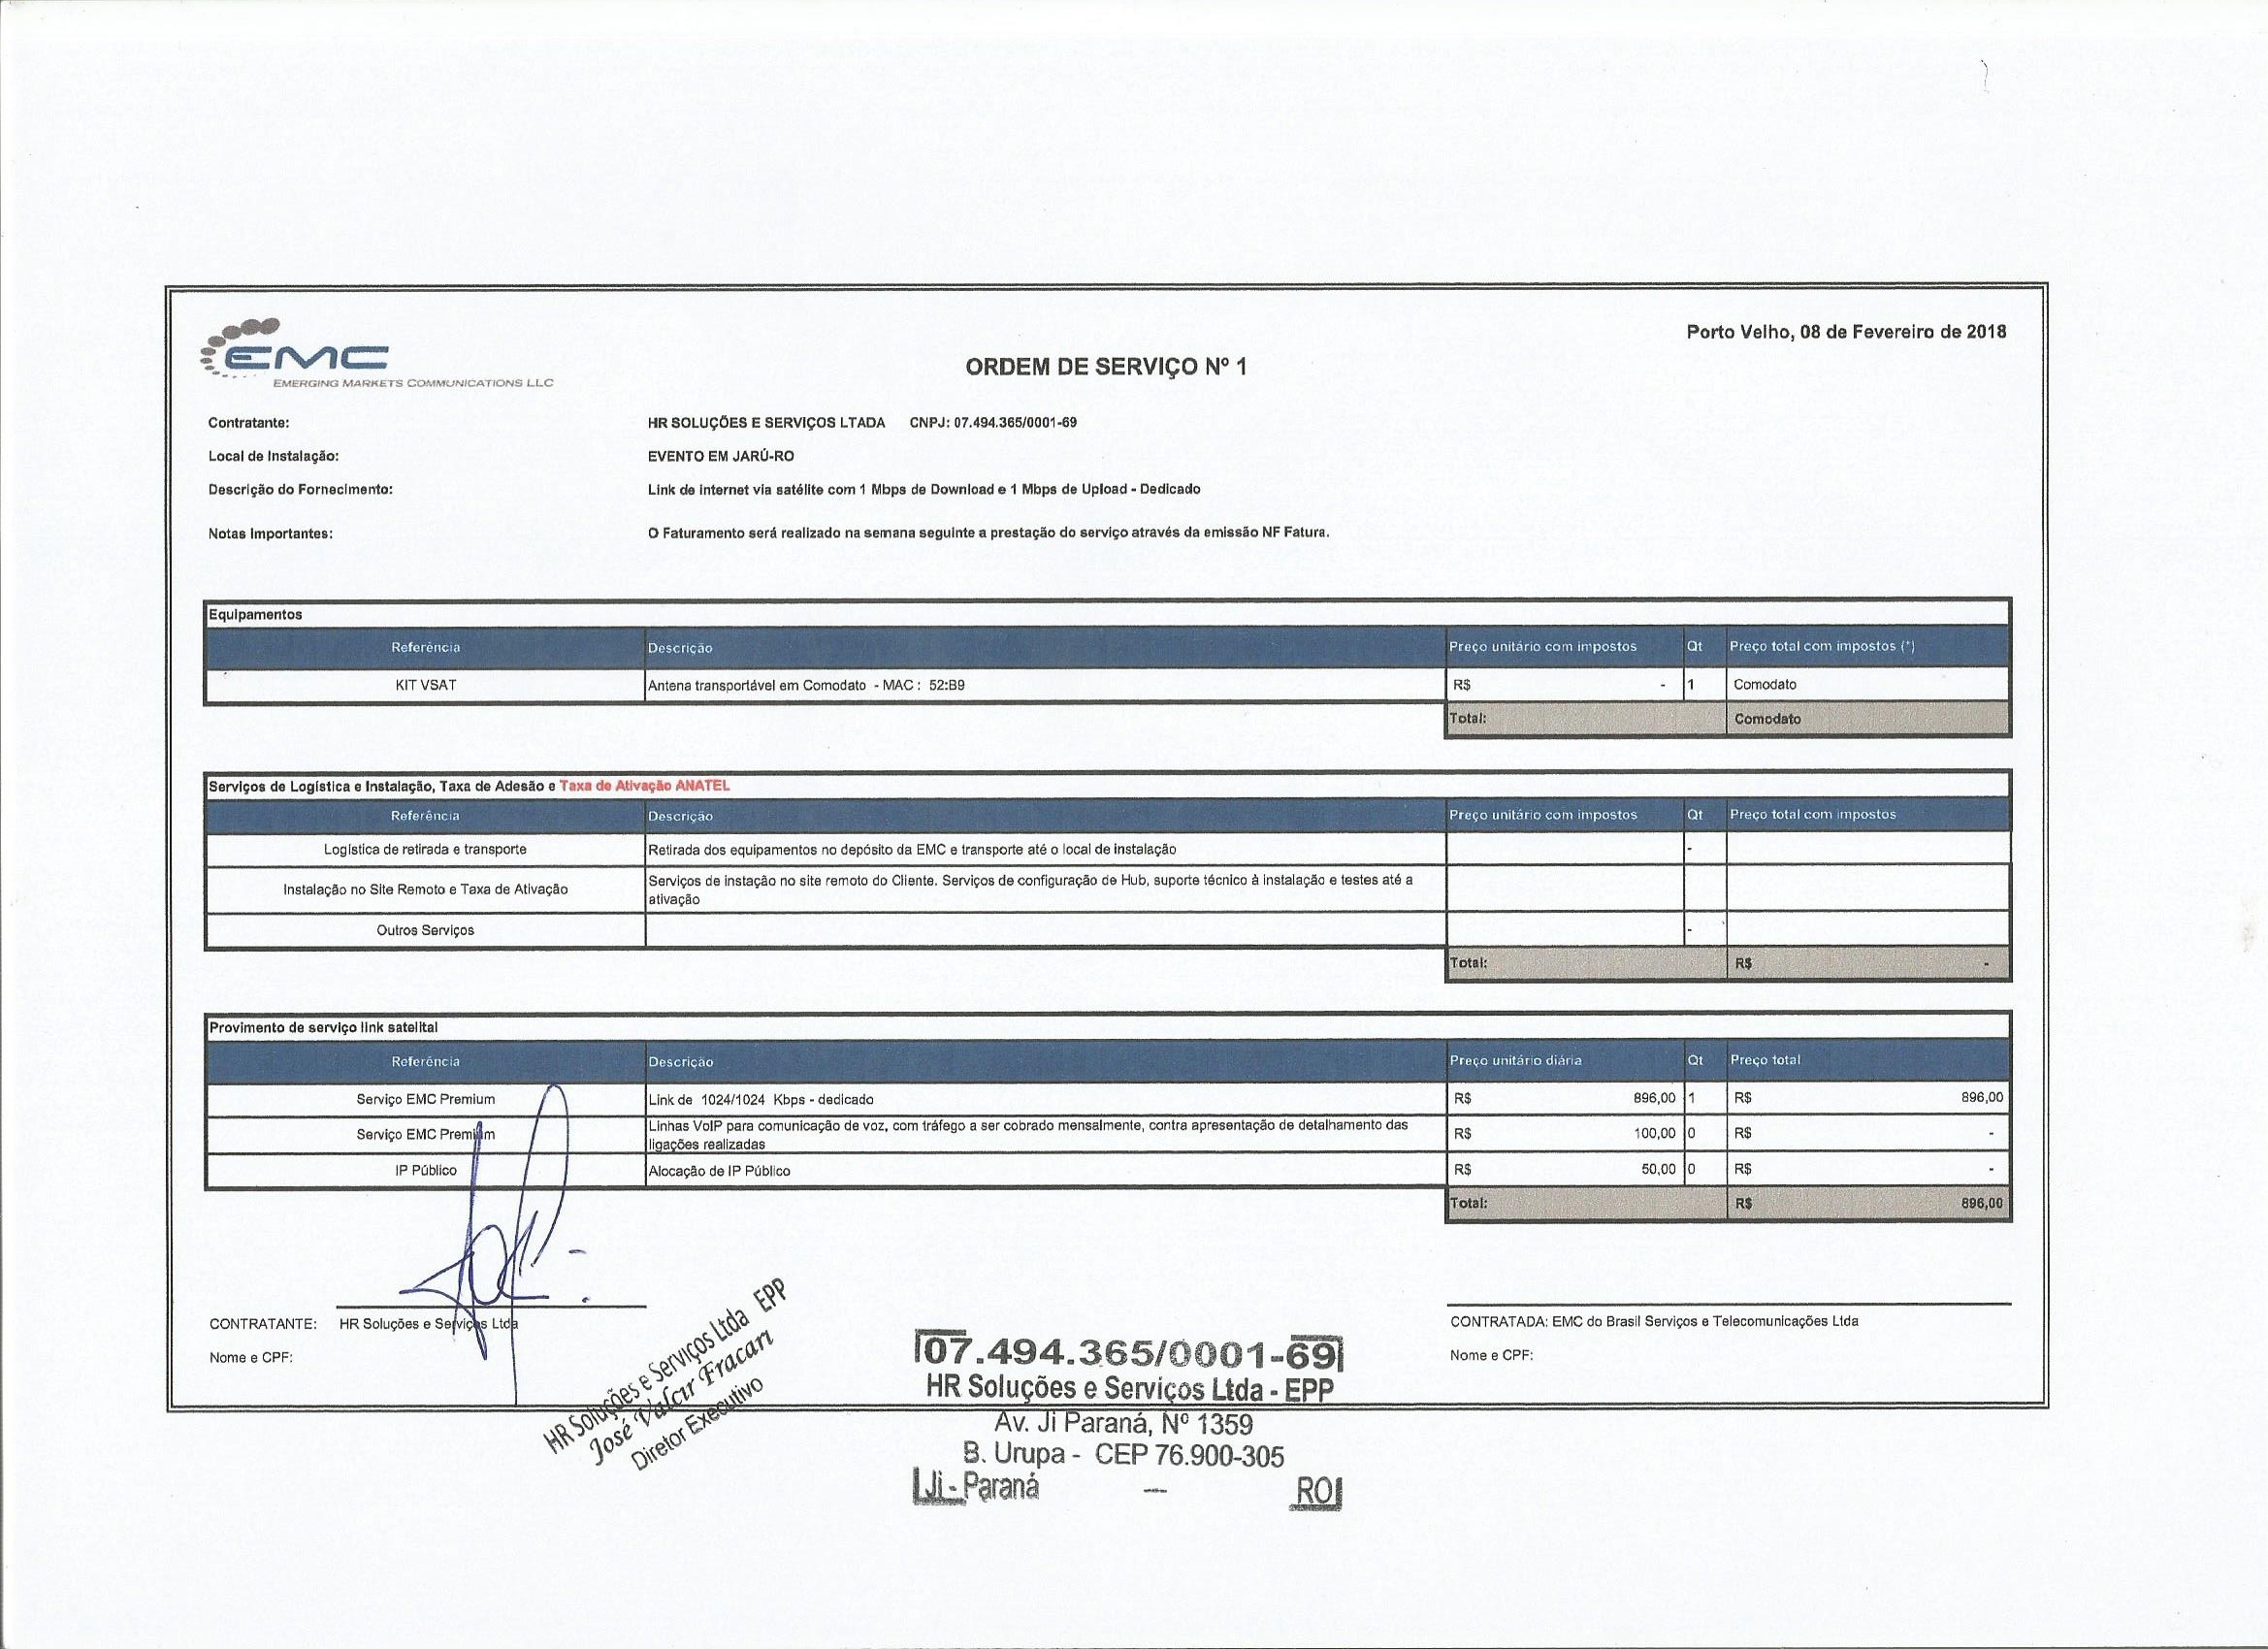 Porto Velho, 08 de Fevereiro de 2018
EMC
EMERGING MARKETS COMMUNICATIONS LLC
ORDEM DE SERVIÇO Nº 1
Contratante: HR SOLUÇÕES E SERVIÇOS LTADA CNPJ: 07.494.365/0001-69
Local de Instalação: EVENTO EM JARÚ-RO
Descrição do Fornecimento: Link de internet via satélite com 1 Mbps de Download e 1 Mbps de Upload - Dedicado
Notas Importantes: O Faturamento será realizado na semana seguinte a prestação do serviço através da emissão NF Fatura.
Equipamentos
Referência Descrição Preço unitário com impostos Qt Preço total com impostos (*)
KIT VSAT Antena transportável em Comodato - MAC : 52:B9 R$ - 1 Comodato
Total: Comodato
Serviços de Logística e Instalação, Taxa de Adesão e Taxa de Ativação ANATEL
Referência Descrição Preço unitário com impostos Qt Preço total com impostos
Logística de retirada e transporte Retirada dos equipamentos no depósito da EMC e transporte até o local de instalação -
Instalação no Site Remoto e Taxa de Ativação Serviços de instação no site remoto do Cliente. Serviços de configuração de Hub, suporte técnico à instalação e testes até a
ativação
Outros Serviços -
Total: R$ -
Provimento de serviço link satelital
Referência Descrição Preço unitário diária Qt Preço total
Serviço EMC Premium Link de 1024/1024 Kbps - dedicado R$ 896,00 1 R$ 896,00
Serviço EMC Premium Linhas VoIP para comunicação de voz, com tráfego a ser cobrado mensalmente, contra apresentação de detalhamento das
ligações realizadas R$ 100,00 0 R$ -
IP Público Alocação de IP Público R$ 50,00 0 R$ -
Total: R$ 896,00
CONTRATANTE: HR Soluções e Serviços Ltda
Nome e CPF:
CONTRATADA: EMC do Brasil Serviços e Telecomunicações Ltda
Nome e CPF:
HR Soluções e Serviços Ltda EPP
José Valcir Fracari
Diretor Executivo
07.494.365/0001-69
HR Soluções e Serviços Ltda - EPP
Av. Ji Paraná, Nº 1359
B. Urupa - CEP 76.900-305
Ji - Paraná — RO